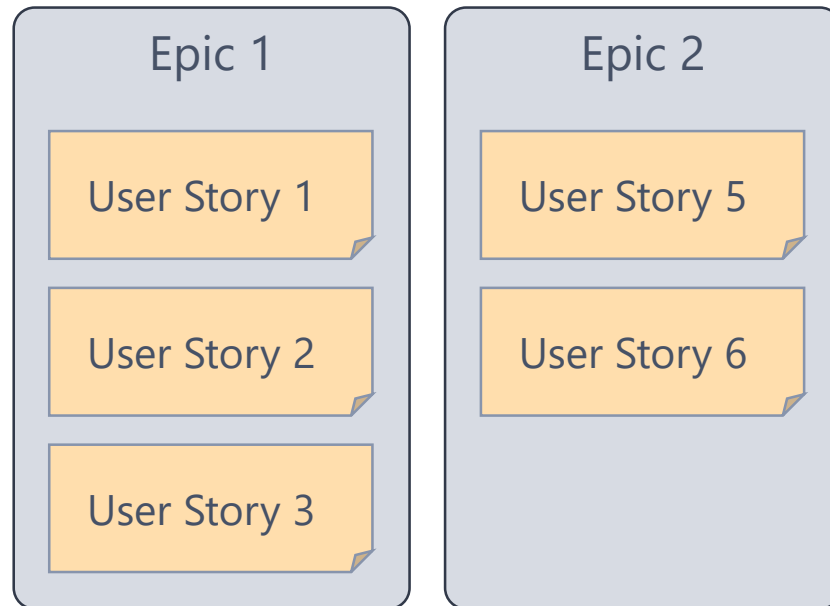 Epic 1
User Story 1
User Story 2
User Story 3
Epic 2
User Story 5
User Story 6